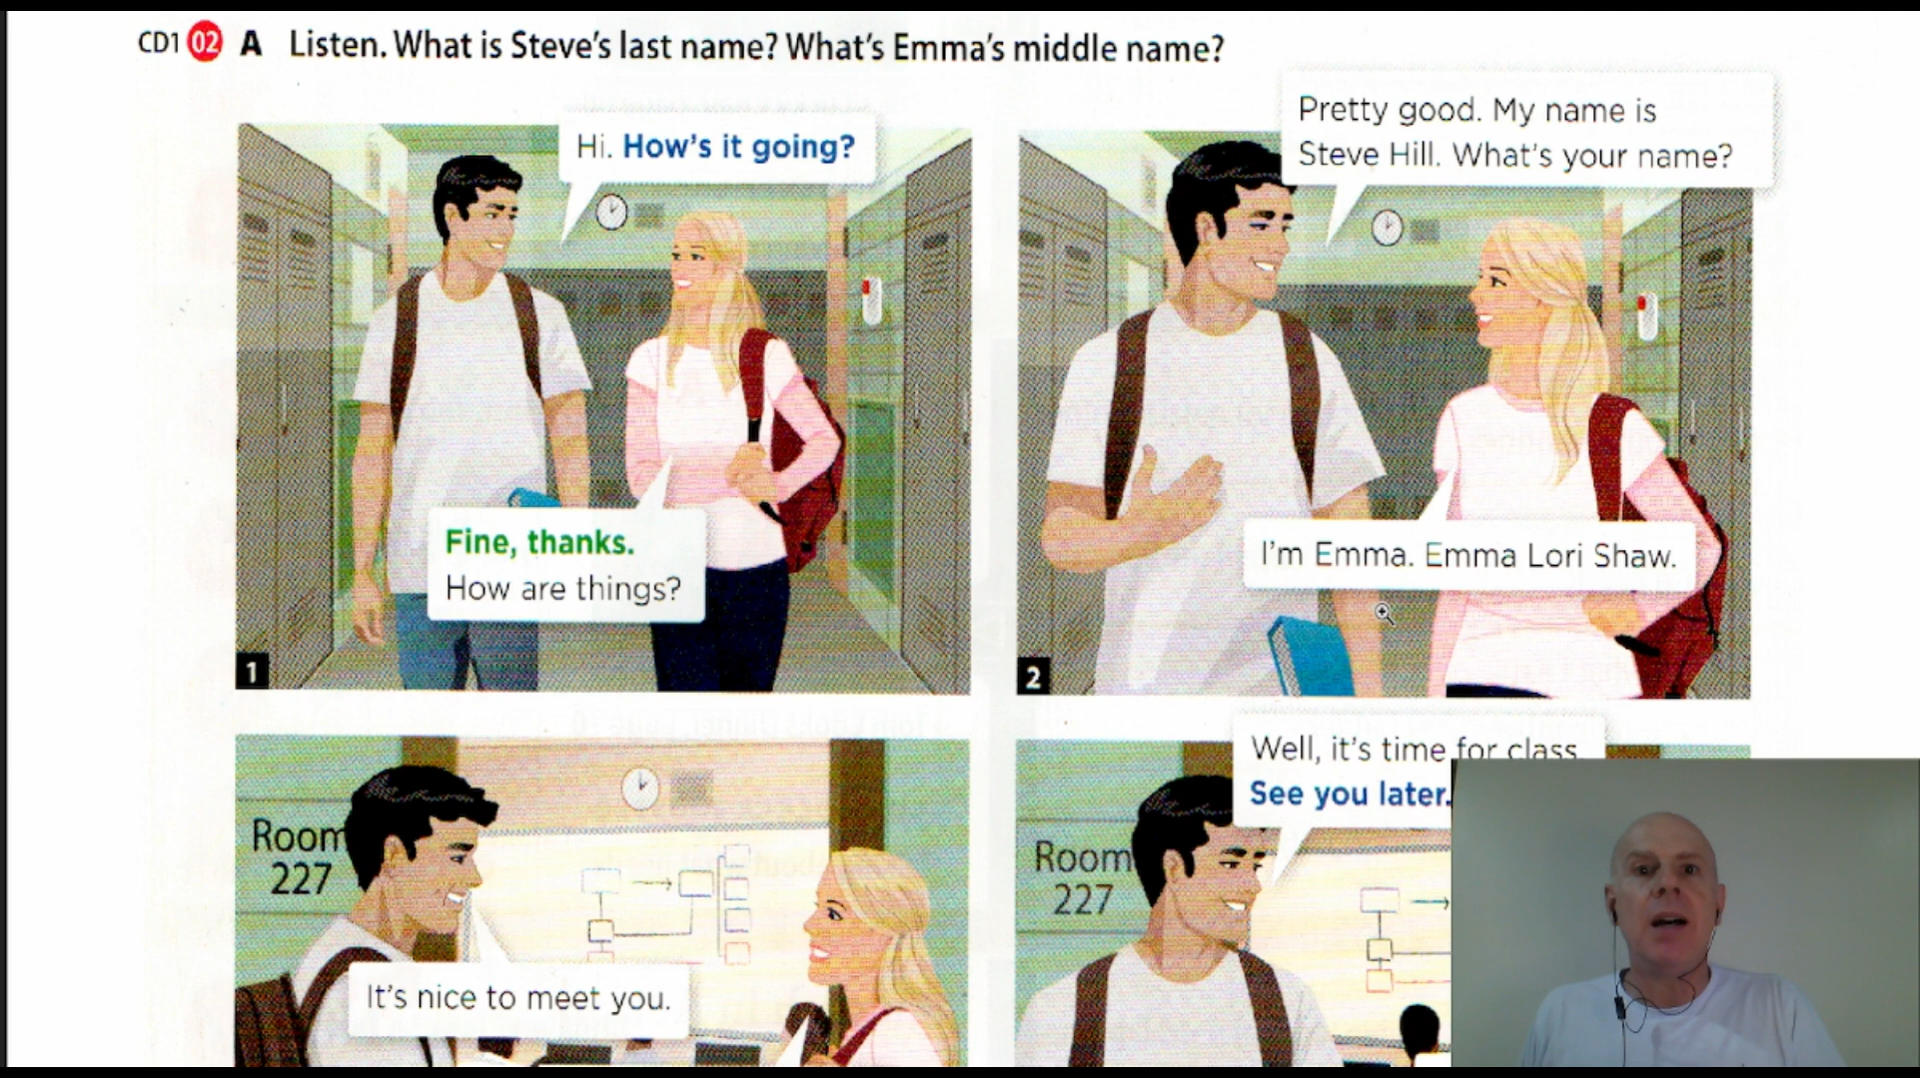 CD1 02 A Listen. What is Steve's last name? What's Emma's middle name?
Hi. How's it going?
Fine, thanks.
How are things?
1
Pretty good. My name is
Steve Hill. What's your name?
I'm Emma. Emma Lori Shaw.
2
Room
227
It's nice to meet you.
Well, it's time for class
See you later.
Room
227